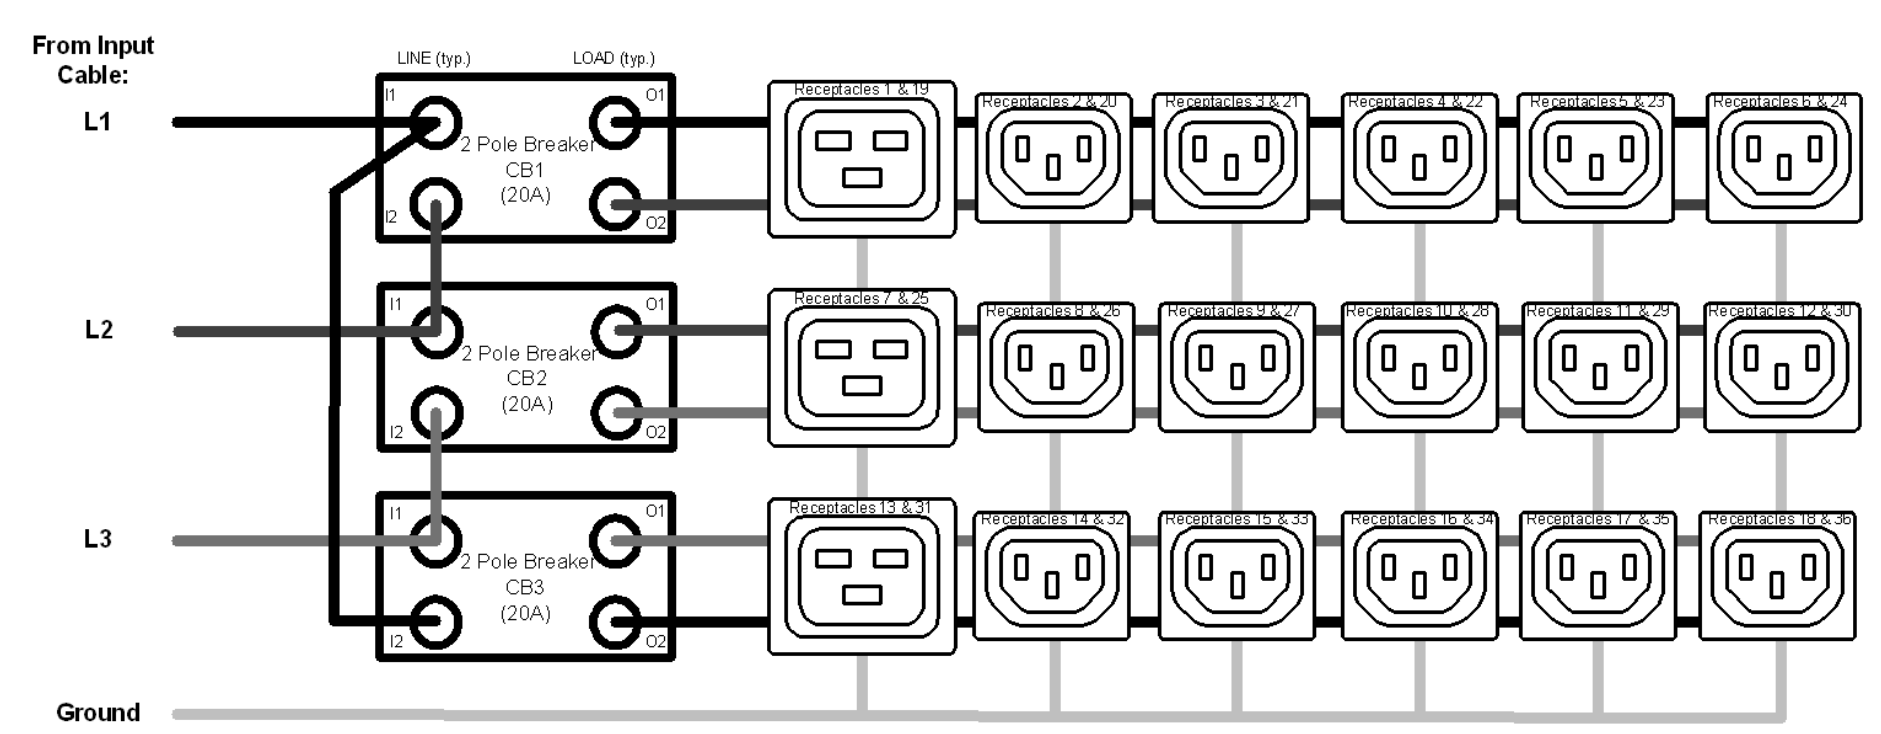 From Input
Cable:
LINE (typ.)
LOAD (typ.)
L1
I1
O1
2 Pole Breaker
CB1
(20A)
I2
O2
Receptacles 1 & 19
Receptacles 2 & 20
Receptacles 3 & 21
Receptacles 4 & 22
Receptacles 5 & 23
Receptacles 6 & 24
L2
I1
O1
2 Pole Breaker
CB2
(20A)
I2
O2
Receptacles 7 & 25
Receptacles 8 & 26
Receptacles 9 & 27
Receptacles 10 & 28
Receptacles 11 & 29
Receptacles 12 & 30
L3
I1
O1
2 Pole Breaker
CB3
(20A)
I2
O2
Receptacles 13 & 31
Receptacles 14 & 32
Receptacles 15 & 33
Receptacles 16 & 34
Receptacles 17 & 35
Receptacles 18 & 36
Ground